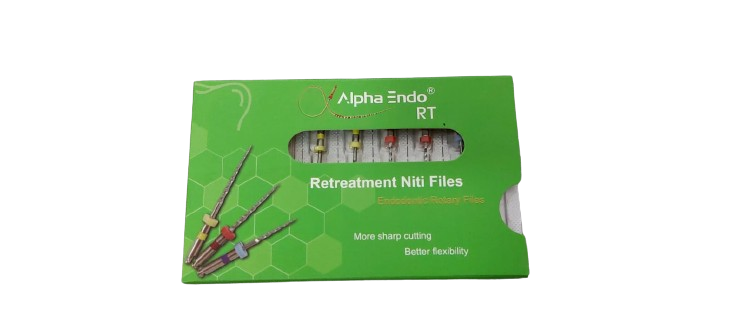 Alpha Endo®
RT
Retreatment Niti Files
Endodontic Rotary Files
More sharp cutting
Better flexibility